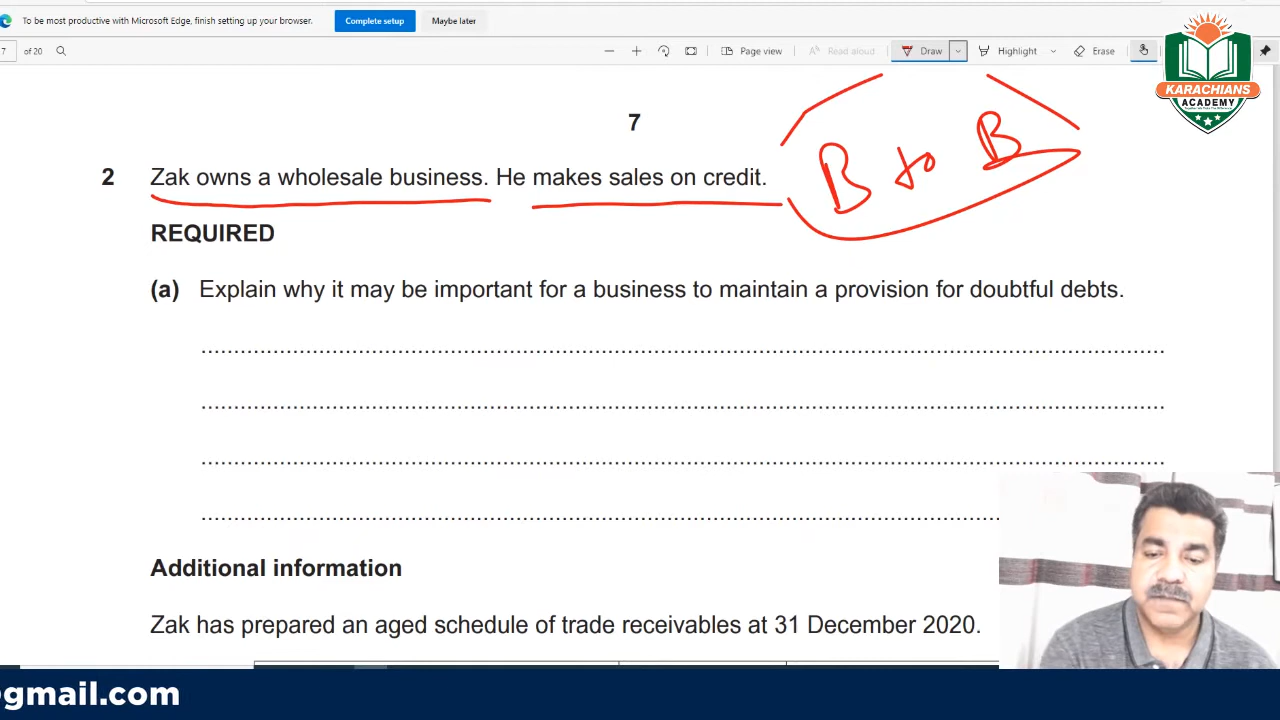 To be most productive with Microsoft Edge, finish setting up your browser. Complete setup Maybe later
7 of 20 Page view Read aloud Draw Highlight Erase
KARACHIANS
ACADEMY
7
B to B
2 Zak owns a wholesale business. He makes sales on credit.
REQUIRED
(a) Explain why it may be important for a business to maintain a provision for doubtful debts.
Additional information
Zak has prepared an aged schedule of trade receivables at 31 December 2020.
@gmail.com